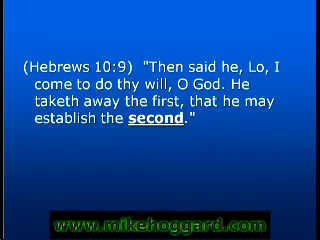 (Hebrews 10:9)  "Then said he, Lo, I
come to do thy will, O God. He
taketh away the first, that he may
establish the second."
www.mikehoggard.com